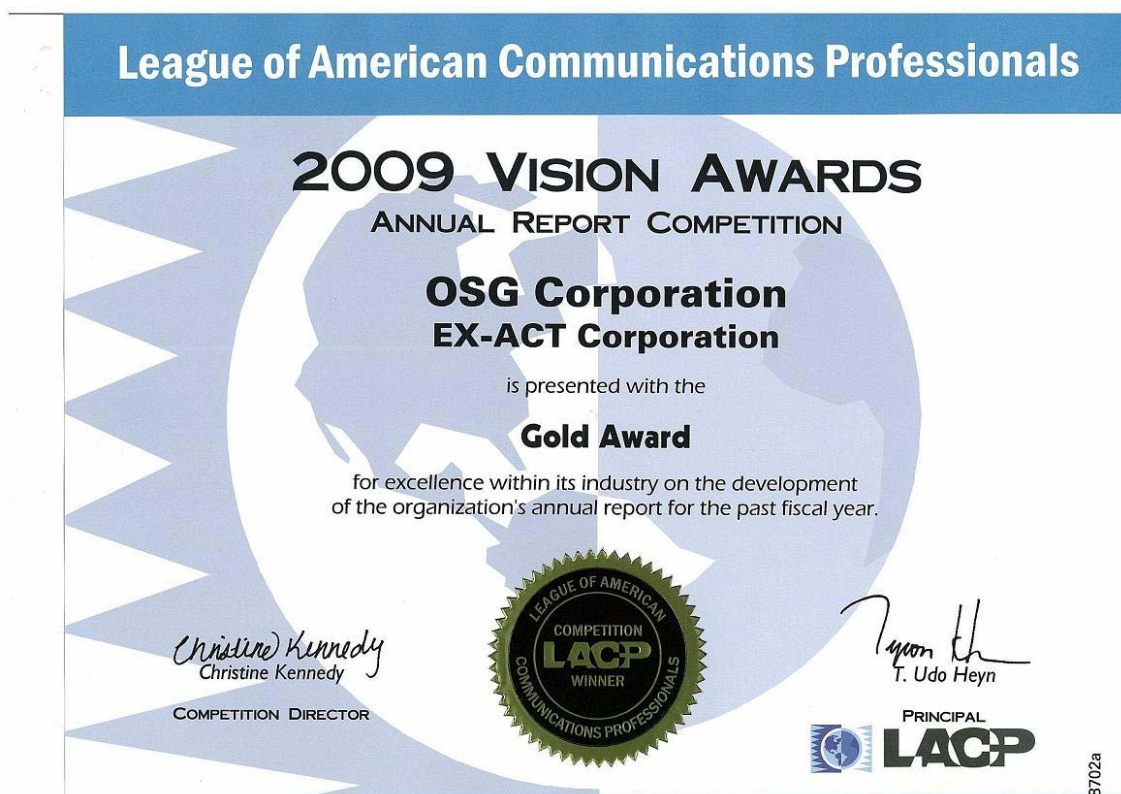 League of American Communications Professionals
2009 VISION AWARDS
ANNUAL REPORT COMPETITION
OSG Corporation
EX-ACT Corporation
is presented with the
Gold Award
for excellence within its industry on the development
of the organization's annual report for the past fiscal year.
LEAGUE OF AMERICAN
COMPETITION
LACP
WINNER
COMMUNICATIONS PROFESSIONALS
Christine Kennedy
Christine Kennedy
COMPETITION DIRECTOR
T. Udo Heyn
PRINCIPAL
LACP
3702a